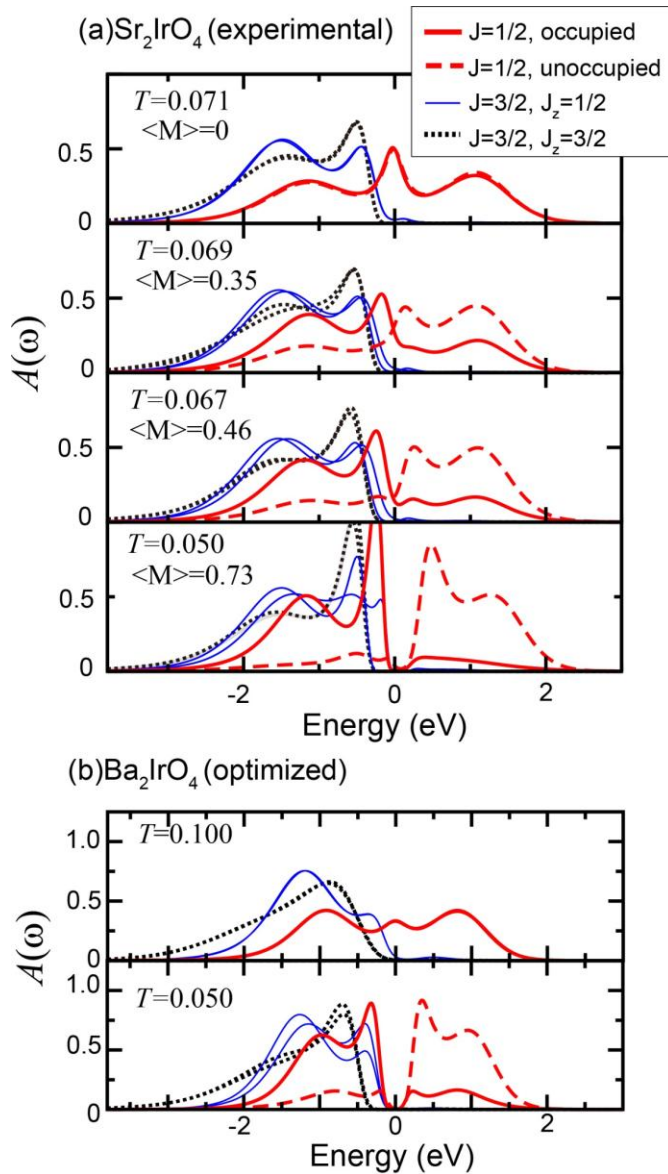 (a)Sr₂IrO₄ (experimental)
J=1/2, occupied
J=1/2, unoccupied
J=3/2, J_z=1/2
J=3/2, J_z=3/2
T=0.071
<M>=0
0.5
0
T=0.069
<M>=0.35
0.5
0
T=0.067
<M>=0.46
0.5
0
T=0.050
<M>=0.73
0.5
0
A(ω)
-2 0 2
Energy (eV)
(b)Ba₂IrO₄ (optimized)
T=0.100
1.0
0.5
0
T=0.050
1.0
0.5
0
A(ω)
-2 0 2
Energy (eV)